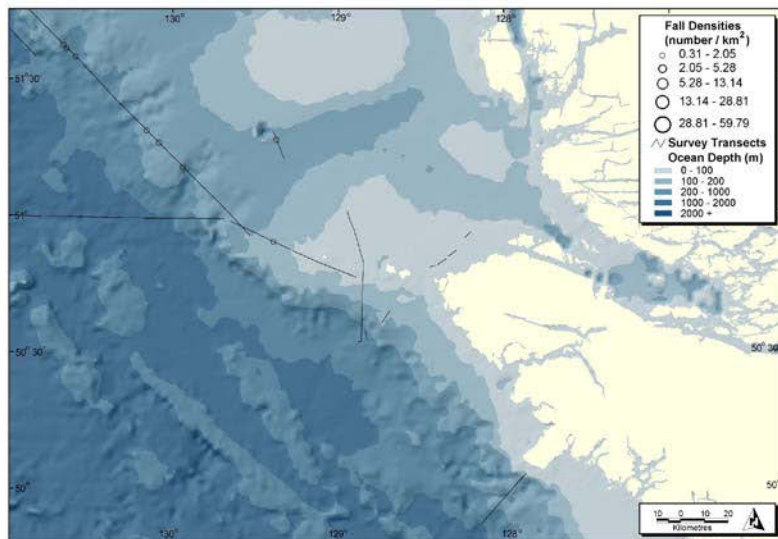 130° 129° 128°
Fall Densities
(number / km²)
0.31 - 2.05
2.05 - 5.28
5.28 - 13.14
13.14 - 28.81
28.81 - 59.79
Survey Transects
Ocean Depth (m)
0 - 100
100 - 200
200 - 1000
1000 - 2000
2000 +
51° 30'
51°
50° 30' 50° 30'
50° 50°
130° 129° 128°
10 0 10 20
Kilometres